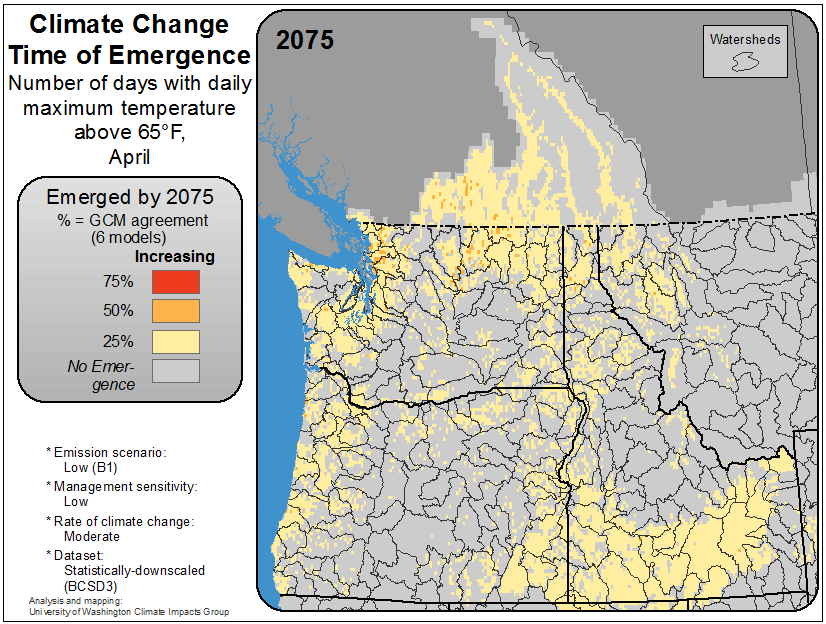 Climate Change
Time of Emergence
Number of days with daily
maximum temperature
above 65°F,
April
Emerged by 2075
% = GCM agreement
(6 models)
Increasing
75%
50%
25%
No Emer-
gence
* Emission scenario:
Low (B1)
* Management sensitivity:
Low
* Rate of climate change:
Moderate
* Dataset:
Statistically-downscaled
(BCSD3)
Analysis and mapping:
University of Washington Climate Impacts Group
2075
Watersheds